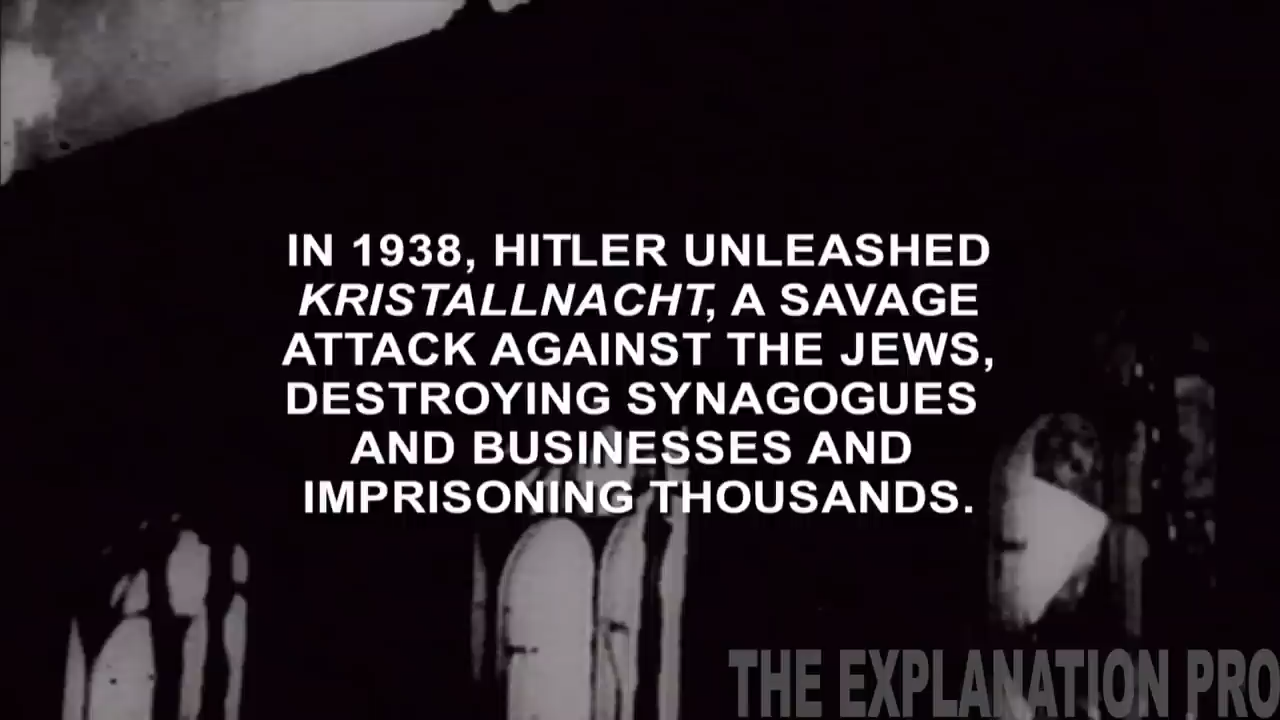 IN 1938, HITLER UNLEASHED
KRISTALLNACHT, A SAVAGE
ATTACK AGAINST THE JEWS,
DESTROYING SYNAGOGUES
AND BUSINESSES AND
IMPRISONING THOUSANDS.
THE EXPLANATION PRO